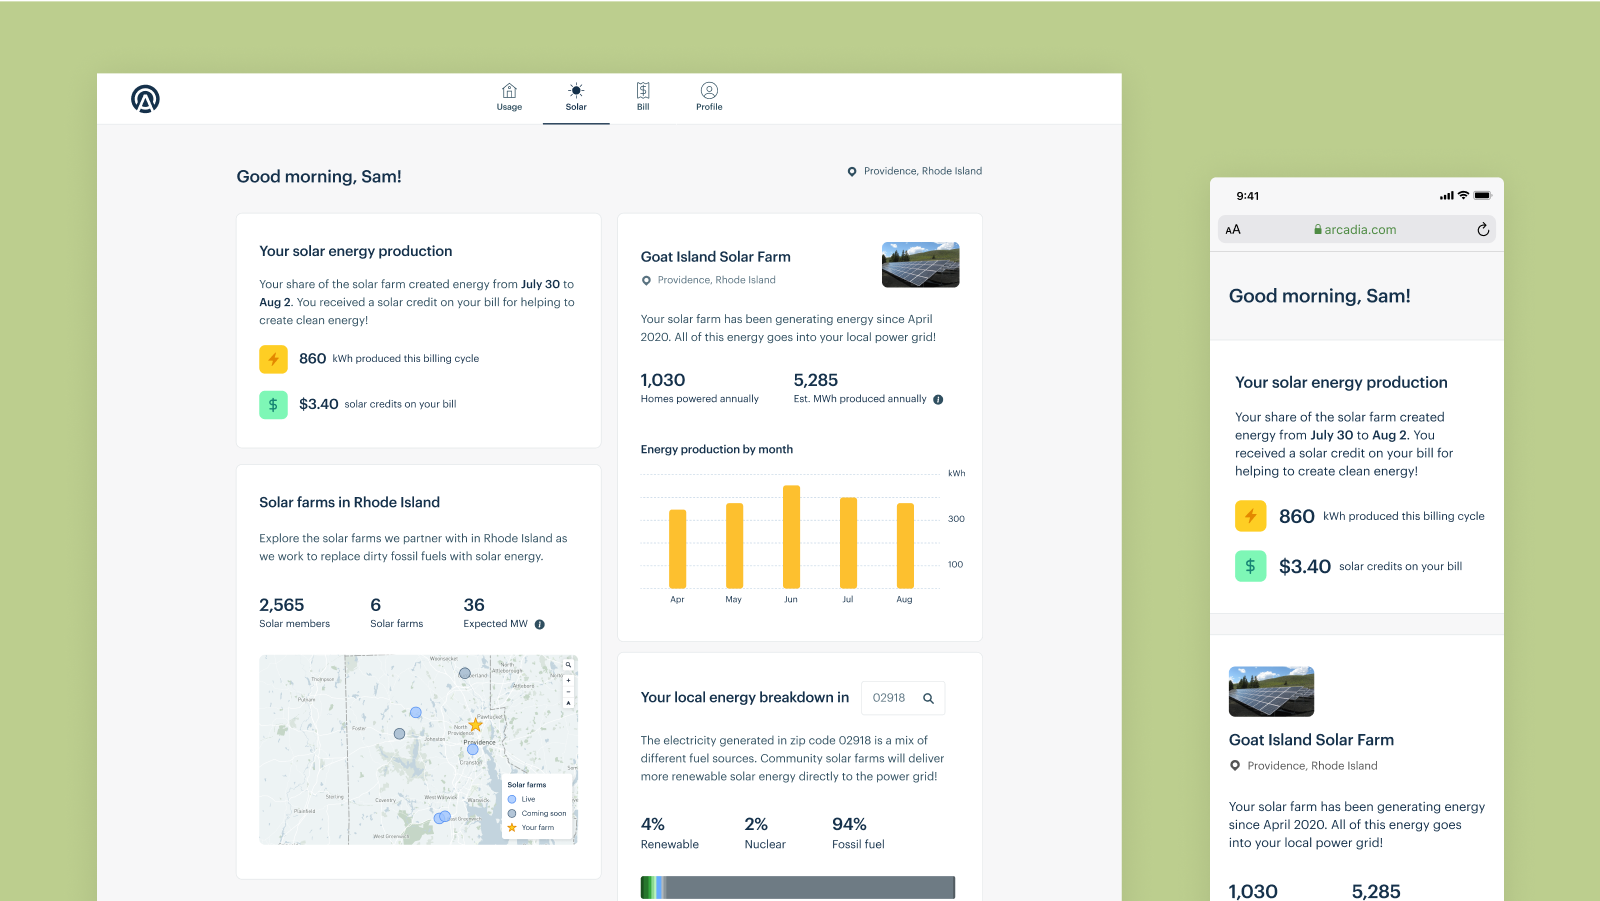 Usage
Solar
Bill
Profile
Good morning, Sam!
Providence, Rhode Island
Your solar energy production
Your share of the solar farm created energy from July 30 to
Aug 2. You received a solar credit on your bill for helping to
create clean energy!
860 kWh produced this billing cycle
$ $3.40 solar credits on your bill
Solar farms in Rhode Island
Explore the solar farms we partner with in Rhode Island as
we work to replace dirty fossil fuels with solar energy.
2,565 6 36
Solar members Solar farms Expected MW i
Woonsocket
North
Attleborough
Thompson
Attleboro
Putnam
Pawtucket
Foster
North
Providence
Johnston
Providence
Cranston
Sterling
Coventry
West Warwick
Warwick
Plainfield
West Greenwich
Solar farms
Live
Coming soon
Your farm
Goat Island Solar Farm
Providence, Rhode Island
Your solar farm has been generating energy since April
2020. All of this energy goes into your local power grid!
1,030 5,285
Homes powered annually Est. MWh produced annually i
Energy production by month
kWh
300
100
Apr May Jun Jul Aug
Your local energy breakdown in 02918
The electricity generated in zip code 02918 is a mix of
different fuel sources. Community solar farms will deliver
more renewable solar energy directly to the power grid!
4% 2% 94%
Renewable Nuclear Fossil fuel
9:41
AA arcadia.com
Good morning, Sam!
Your solar energy production
Your share of the solar farm created
energy from July 30 to Aug 2. You
received a solar credit on your bill for
helping to create clean energy!
860 kWh produced this billing cycle
$ $3.40 solar credits on your bill
Goat Island Solar Farm
Providence, Rhode Island
Your solar farm has been generating energy
since April 2020. All of this energy goes
into your local power grid!
1,030 5,285